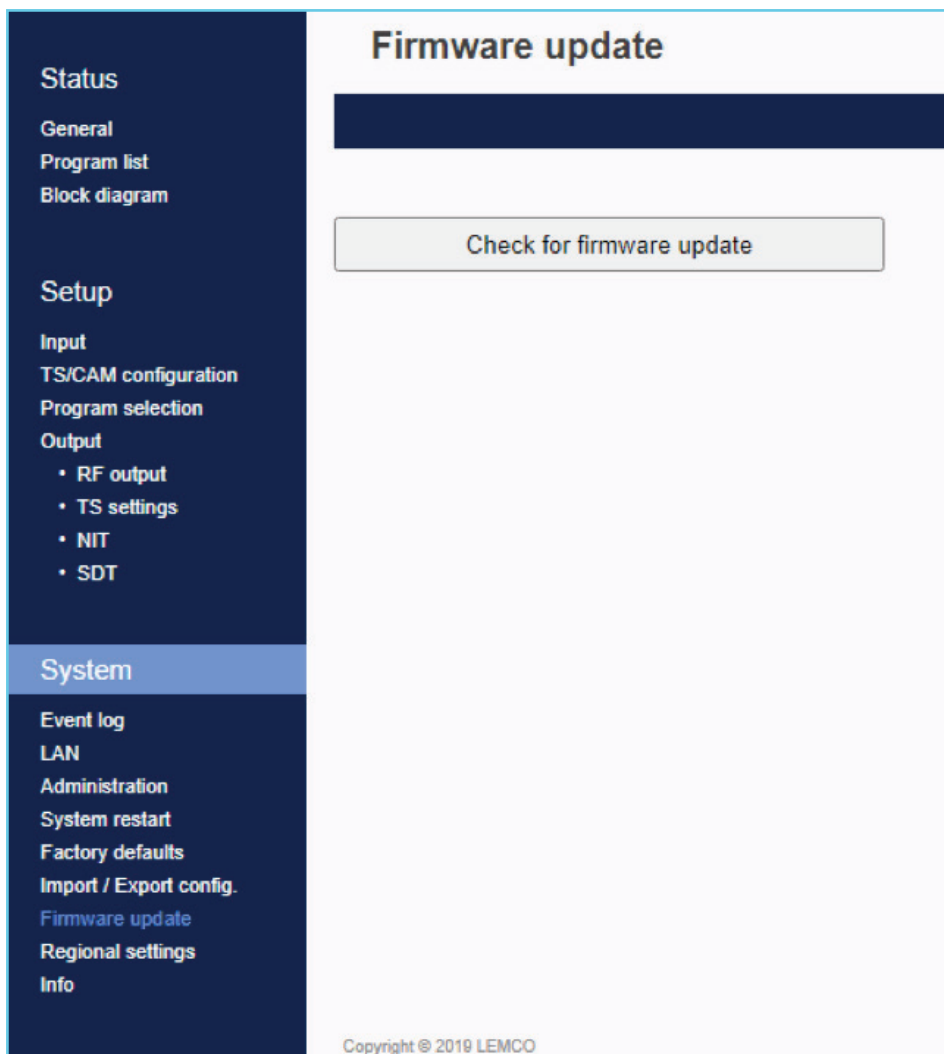 Status
General
Program list
Block diagram
Setup
Input
TS/CAM configuration
Program selection
Output
• RF output
• TS settings
• NIT
• SDT
System
Event log
LAN
Administration
System restart
Factory defaults
Import / Export config.
Firmware update
Regional settings
Info
Firmware update
Check for firmware update
Copyright © 2019 LEMCO